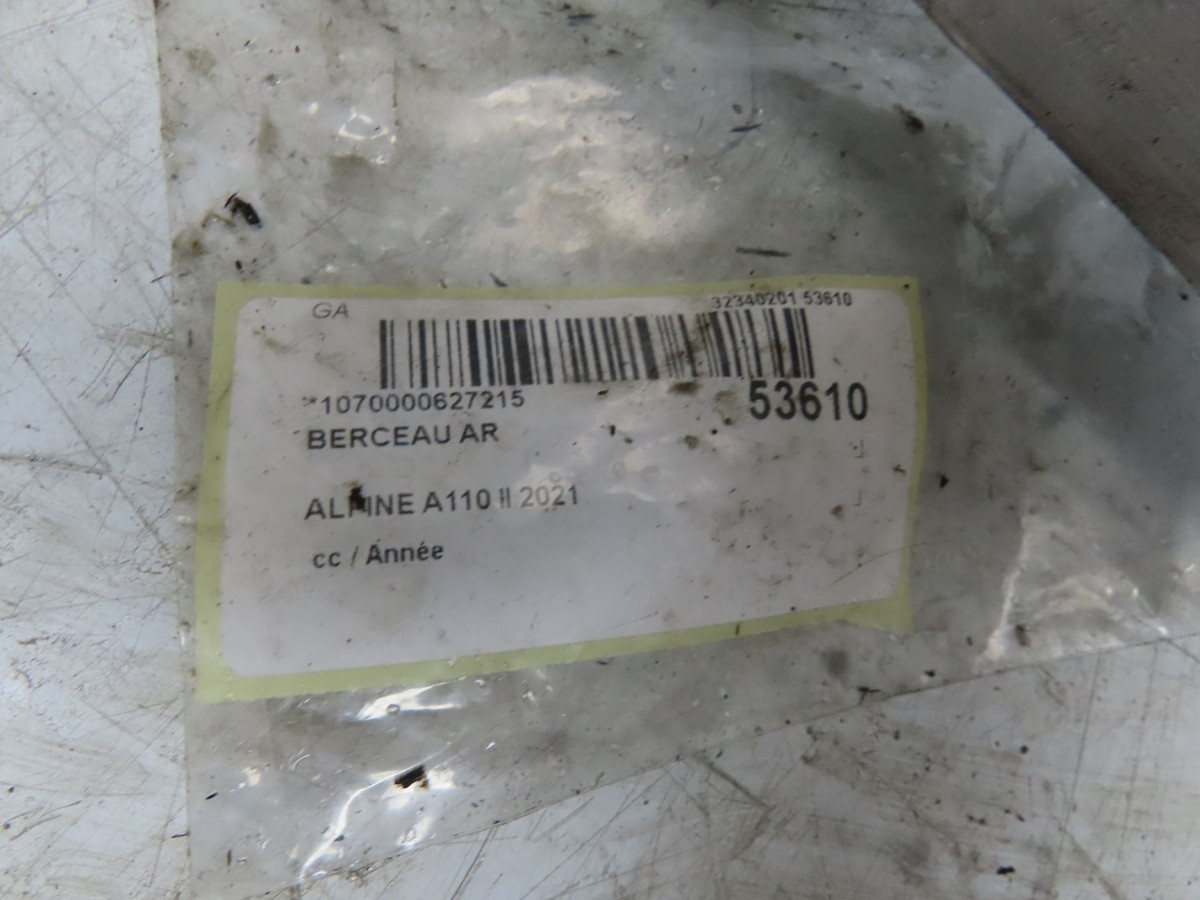 GA
32340201 53610
*1070000627215
53610
BERCEAU AR
ALPINE A110 II 2021
cc / Année